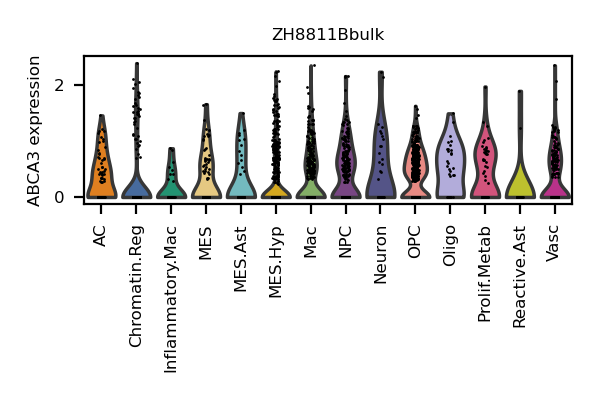 ZH8811Bbulk
ABCA3 expression
2
0
AC
Chromatin.Reg
Inflammatory.Mac
MES
MES.Ast
MES.Hyp
Mac
NPC
Neuron
OPC
Oligo
Prolif.Metab
Reactive.Ast
Vasc